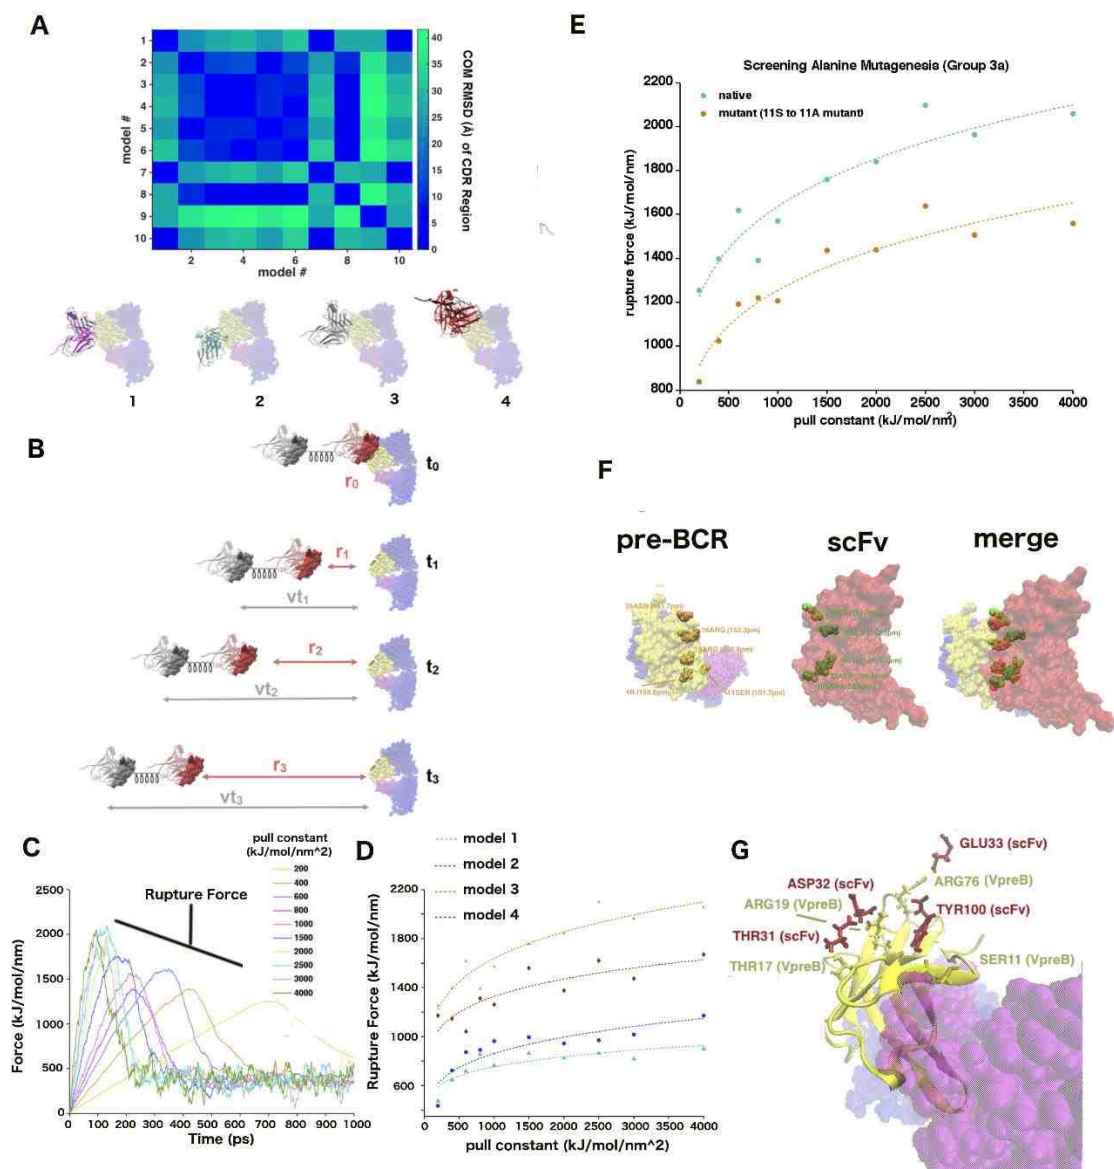 A
1
2
3
4
5
6
7
8
9
10
model #
2
4
6
8
10
model #
40
35
30
25
20
15
10
5
0
COM RMSD (Å) of CDR Region
1
2
3
4
B
t0
r0
r1
t1
vt1
r2
t2
vt2
r3
t3
vt3
C
pull constant
(kJ/mol/nm^2)
200
400
600
800
1000
1500
2000
2500
3000
4000
Rupture Force
2500
2000
1500
1000
500
0
Force (kJ/mol/nm)
0 100 200 300 400 500 600 700 800 900 1000
Time (ps)
D
model 1
model 2
model 3
model 4
2200
1800
1400
1000
600
Rupture Force (kJ/mol/nm)
0 500 1000 1500 2000 2500 3000 3500 4000
pull constant (kJ/mol/nm^2)
E
Screening Alanine Mutagenesis (Group 3a)
native
mutant (11S to 11A mutant)
2200
2000
1800
1600
1400
1200
1000
800
rupture force (kJ/mol/nm)
0 500 1000 1500 2000 2500 3000 3500 4000
pull constant (kJ/mol/nm²)
F
pre-BCR
scFv
merge
G
GLU33 (scFv)
ASP32 (scFv)
ARG76 (VpreB)
ARG19 (VpreB)
TYR100 (scFv)
THR31 (scFv)
THR17 (VpreB)
SER11 (VpreB)